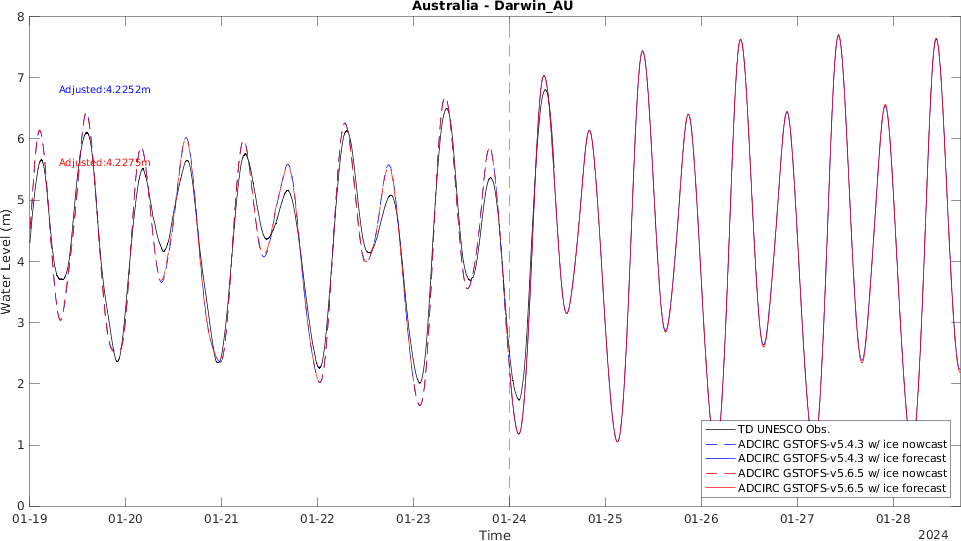 Australia - Darwin_AU
8
7
6
5
4
3
2
1
0
Water Level (m)
Adjusted:4.2252m
Adjusted:4.2275m
TD UNESCO Obs.
ADCIRC GSTOFS-v5.4.3 w/ ice nowcast
ADCIRC GSTOFS-v5.4.3 w/ ice forecast
ADCIRC GSTOFS-v5.6.5 w/ ice nowcast
ADCIRC GSTOFS-v5.6.5 w/ ice forecast
01-19 01-20 01-21 01-22 01-23 01-24 01-25 01-26 01-27 01-28
Time
2024